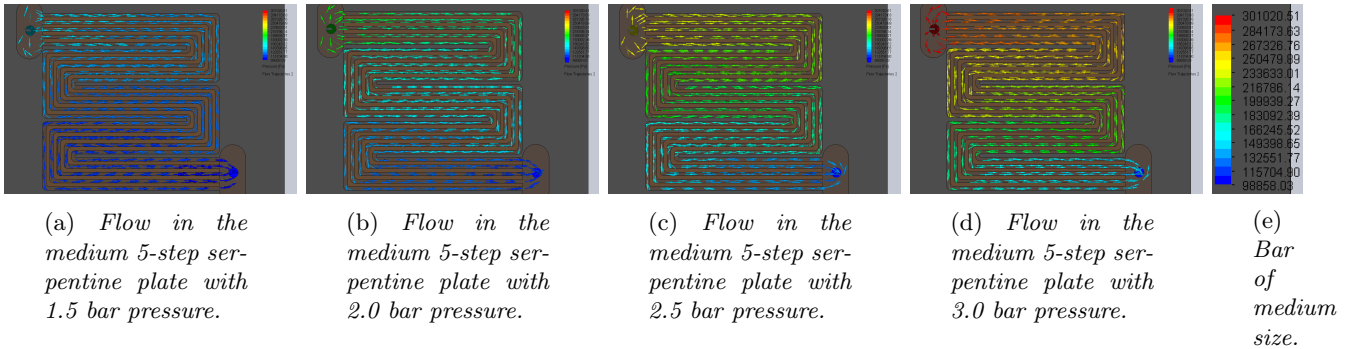 301020.51
284173.63
267326.76
250479.89
233633.01
216786.14
199939.27
183092.39
166245.52
149398.65
132551.77
115704.90
98858.03
(a) Flow in the
medium 5-step ser-
pentine plate with
1.5 bar pressure.
(b) Flow in the
medium 5-step ser-
pentine plate with
2.0 bar pressure.
(c) Flow in the
medium 5-step ser-
pentine plate with
2.5 bar pressure.
(d) Flow in the
medium 5-step ser-
pentine plate with
3.0 bar pressure.
(e)
Bar
of
medium
size.